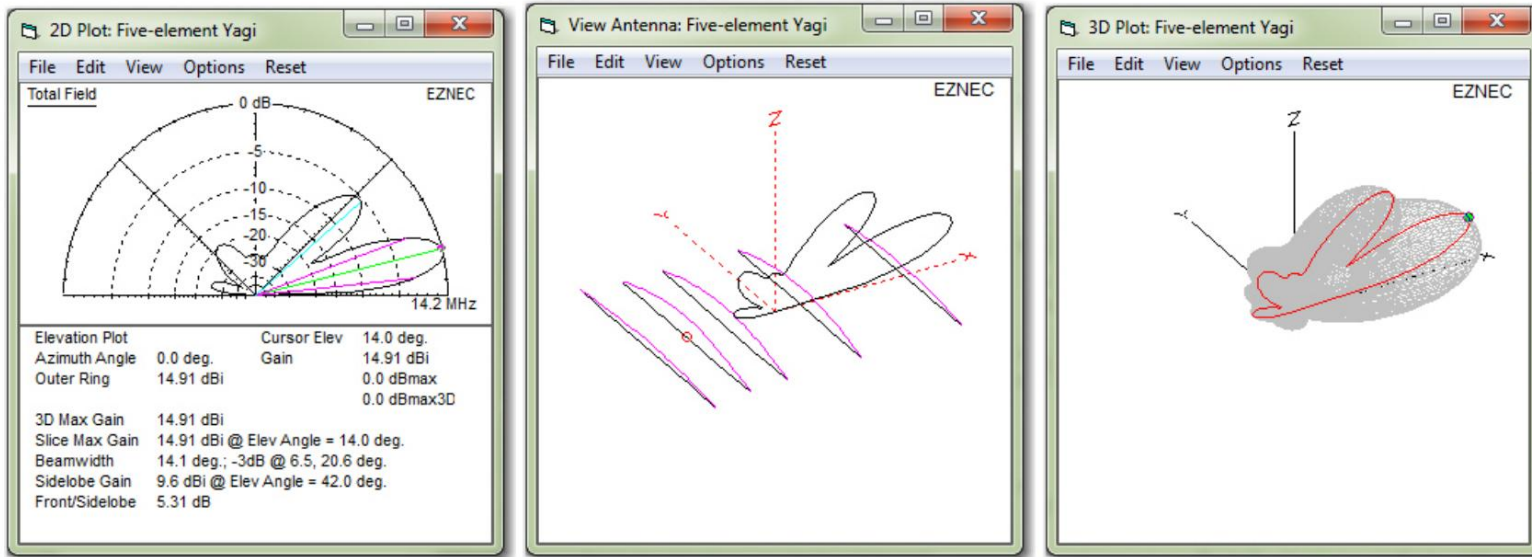 2D Plot: Five-element Yagi
File Edit View Options Reset
Total Field
EZNEC
0 dB
-5
-10
-15
-20
-30
14.2 MHz
Elevation Plot Cursor Elev 14.0 deg.
Azimuth Angle 0.0 deg. Gain 14.91 dBi
Outer Ring 14.91 dBi 0.0 dBmax
0.0 dBmax3D
3D Max Gain 14.91 dBi
Slice Max Gain 14.91 dBi @ Elev Angle = 14.0 deg.
Beamwidth 14.1 deg.; -3dB @ 6.5, 20.6 deg.
Sidelobe Gain 9.6 dBi @ Elev Angle = 42.0 deg.
Front/Sidelobe 5.31 dB
View Antenna: Five-element Yagi
File Edit View Options Reset
EZNEC
Z
Y
X
3D Plot: Five-element Yagi
File Edit View Options Reset
EZNEC
Z
Y
X